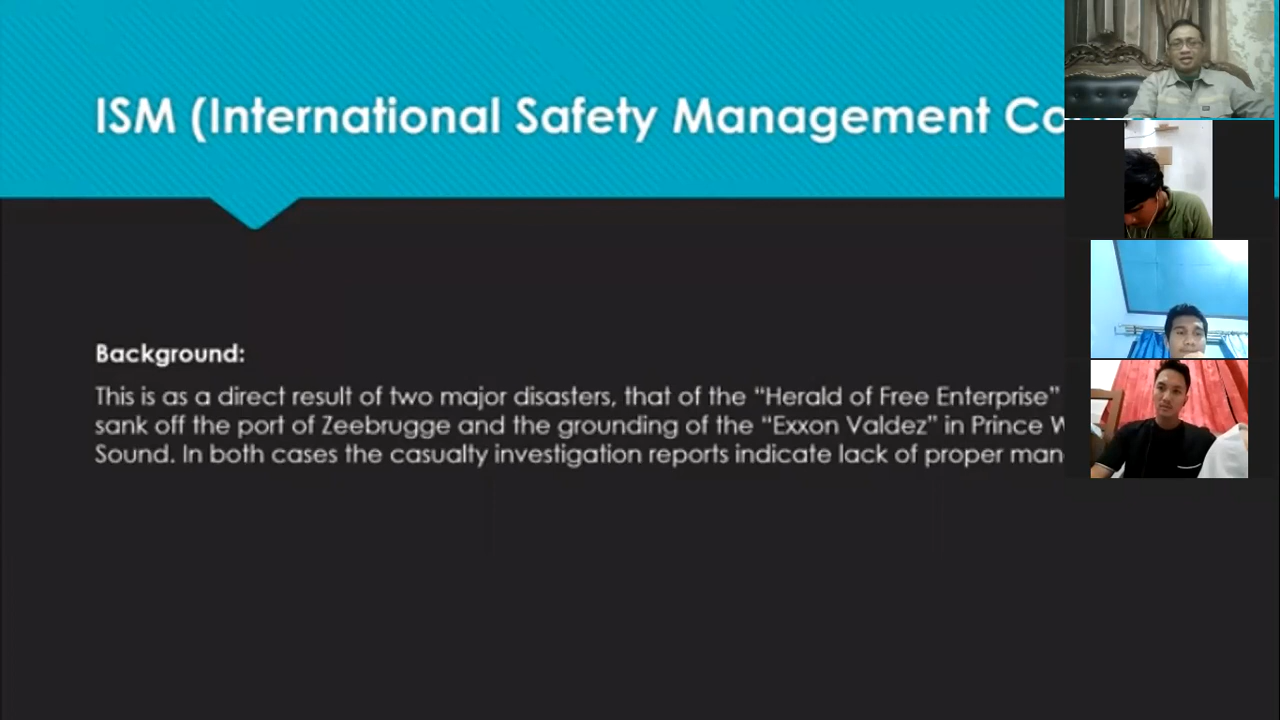 ISM (International Safety Management Co
Background:
This is as a direct result of two major disasters, that of the “Herald of Free Enterprise”
sank off the port of Zeebrugge and the grounding of the “Exxon Valdez” in Prince W
Sound. In both cases the casualty investigation reports indicate lack of proper man